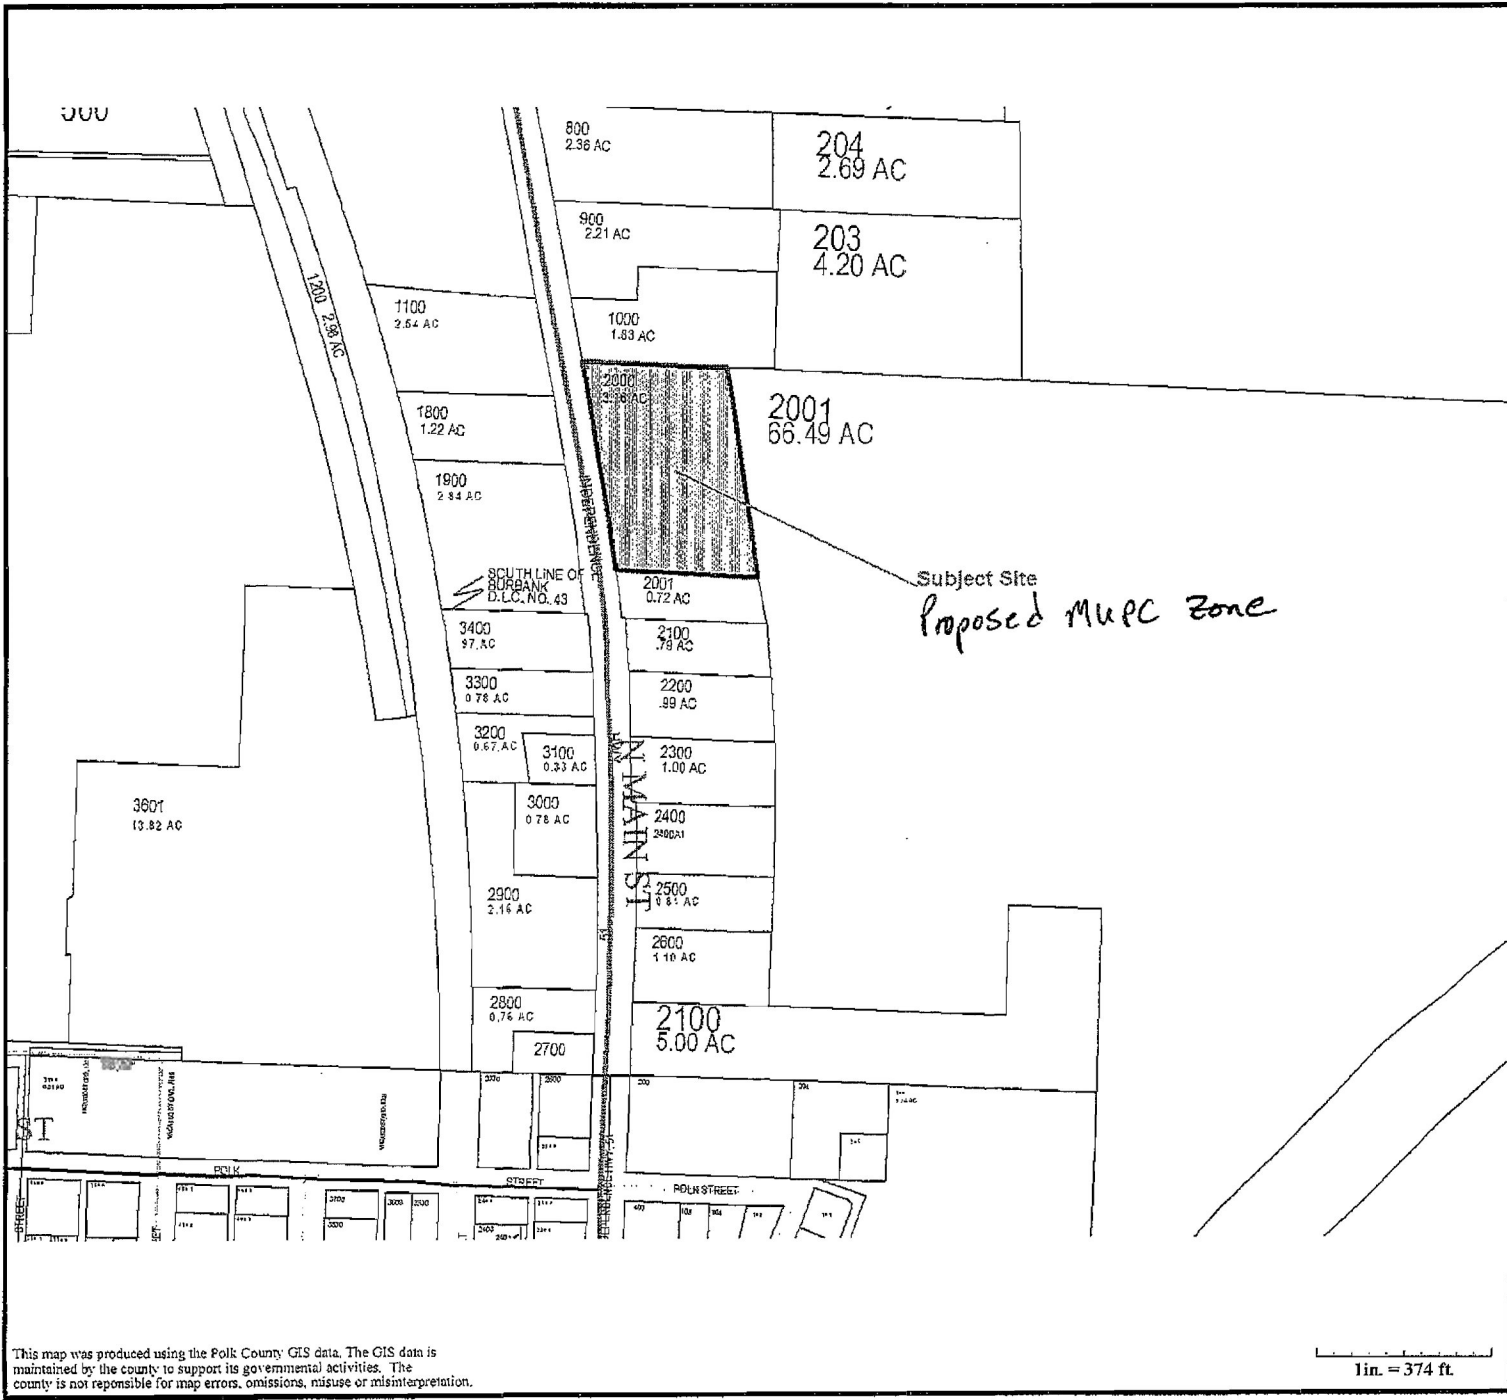 800
2.36 AC
204
2.69 AC
900
2.21 AC
203
4.20 AC
1200 2.98 AC
1100
2.54 AC
1000
1.83 AC
2000
2001
66.49 AC
1800
1.22 AC
1900
2.84 AC
SOUTH LINE OF
BURBANK
D.L.C. NO. 43
Subject Site
Proposed MUPC Zone
2001
0.72 AC
3400
.97 AC
2100
.79 AC
3300
0.78 AC
2200
.99 AC
3200
0.67 AC
3100
0.33 AC
HWY
N MAIN ST
2300
1.00 AC
3601
13.82 AC
3000
0.78 AC
2400
2900
2.16 AC
2500
0.81 AC
51
2600
1.10 AC
2800
0.76 AC
2100
5.00 AC
2700
ST
POLK
STREET
POLK STREET
STREET
This map was produced using the Polk County GIS data. The GIS data is
maintained by the county to support its governmental activities. The
county is not reponsible for map errors, omissions, misuse or misinterpretation.
1in. = 374 ft.